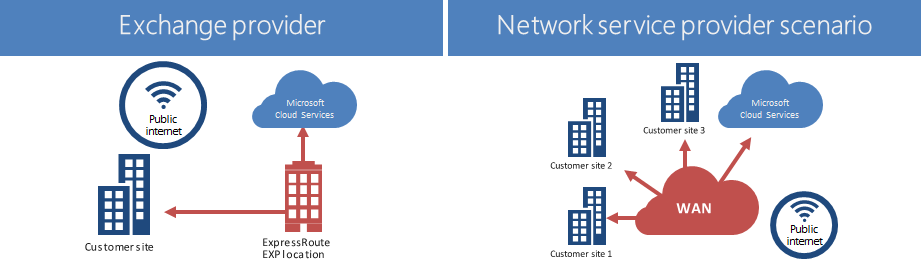 Exchange provider
Public
internet
Microsoft
Cloud Services
Customer site
ExpressRoute
EXP location
Network service provider scenario
Customer site 3
Microsoft
Cloud Services
Customer site 2
WAN
Customer site 1
Public
internet